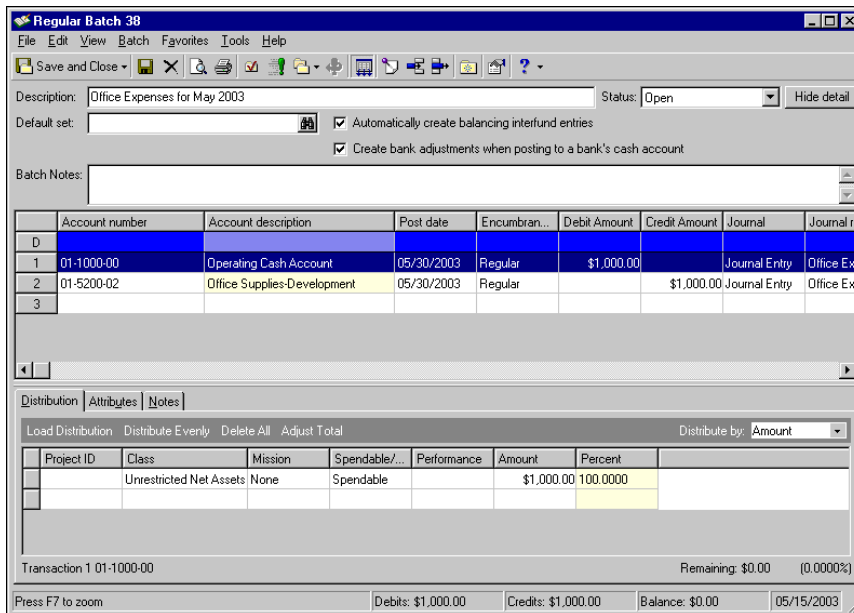 Regular Batch 38
File Edit View Batch Favorites Tools Help
Save and Close
Description: Office Expenses for May 2003 Status: Open Hide detail
Default set: Automatically create balancing interfund entries
Create bank adjustments when posting to a bank's cash account
Batch Notes:
Account number Account description Post date Encumbran... Debit Amount Credit Amount Journal Journal r
D
1 01-1000-00 Operating Cash Account 05/30/2003 Regular $1,000.00 Journal Entry Office Ex
2 01-5200-02 Office Supplies-Development 05/30/2003 Regular $1,000.00 Journal Entry Office Ex
3
Distribution Attributes Notes
Load Distribution Distribute Evenly Delete All Adjust Total Distribute by: Amount
Project ID Class Mission Spendable/... Performance Amount Percent
Unrestricted Net Assets None Spendable $1,000.00 100.0000
Transaction 1 01-1000-00 Remaining: $0.00 (0.0000%)
Press F7 to zoom Debits: $1,000.00 Credits: $1,000.00 Balance: $0.00 05/15/2003